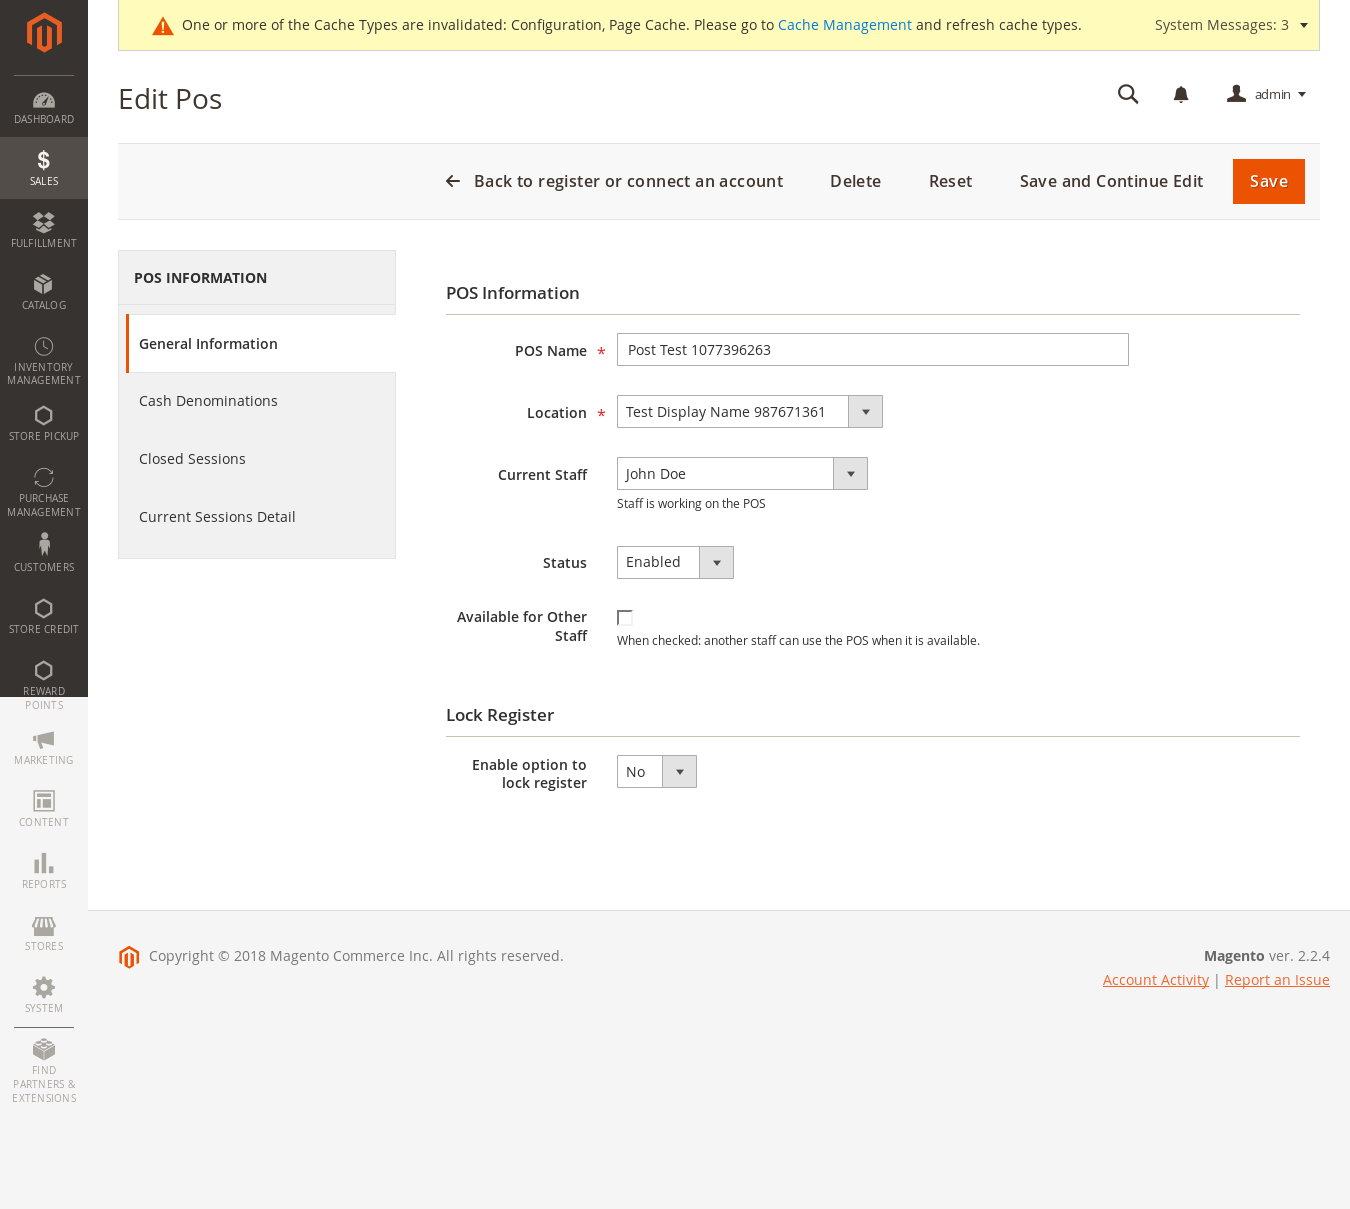 One or more of the Cache Types are invalidated: Configuration, Page Cache. Please go to Cache Management and refresh cache types.
System Messages: 3
Edit Pos
admin
Back to register or connect an account
Delete
Reset
Save and Continue Edit
Save
DASHBOARD
$
SALES
FULFILLMENT
CATALOG
INVENTORY
MANAGEMENT
STORE PICKUP
PURCHASE
MANAGEMENT
CUSTOMERS
STORE CREDIT
REWARD
POINTS
MARKETING
CONTENT
REPORTS
STORES
SYSTEM
FIND
PARTNERS &
EXTENSIONS
POS INFORMATION
General Information
Cash Denominations
Closed Sessions
Current Sessions Detail
POS Information
POS Name *
Post Test 1077396263
Location *
Test Display Name 987671361
Current Staff
John Doe
Staff is working on the POS
Status
Enabled
Available for Other
Staff
When checked: another staff can use the POS when it is available.
Lock Register
Enable option to
lock register
No
Copyright © 2018 Magento Commerce Inc. All rights reserved.
Magento ver. 2.2.4
Account Activity | Report an Issue